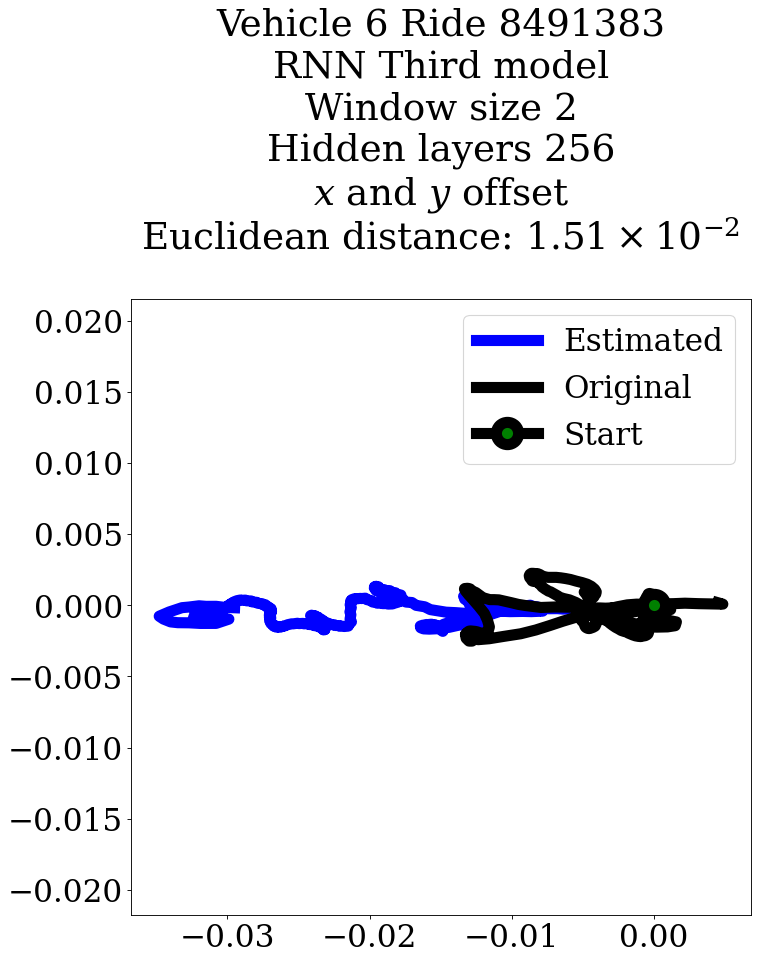 Vehicle 6 Ride 8491383
RNN Third model
Window size 2
Hidden layers 256
x and y offset
Euclidean distance: 1.51 × 10⁻²
Estimated
Original
Start
0.020
0.015
0.010
0.005
0.000
−0.005
−0.010
−0.015
−0.020
−0.03 −0.02 −0.01 0.00